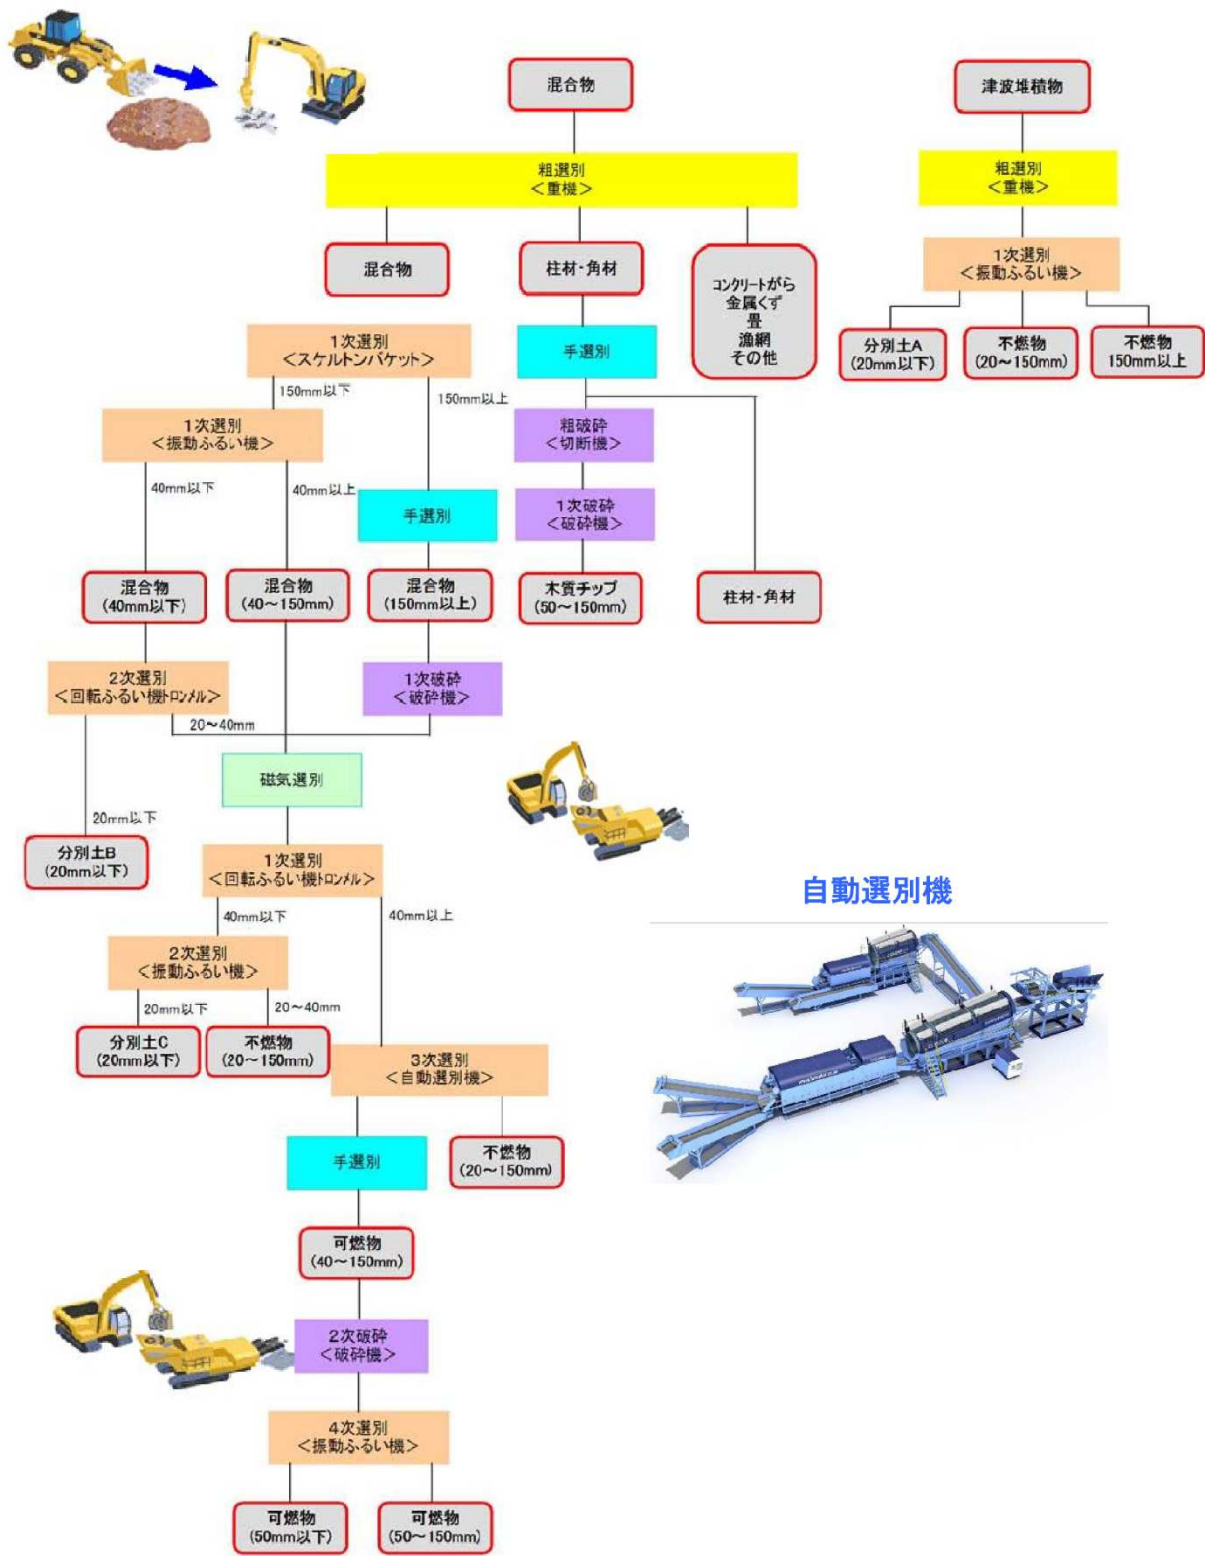 混合物
津波堆積物
粗選別
＜重機＞
粗選別
＜重機＞
混合物
柱材・角材
コンクリートがら
金属くず
畳
漁網
その他
1次選別
＜振動ふるい機＞
分別土A
(20mm以下)
不燃物
(20～150mm)
不燃物
150mm以上
1次選別
＜スケルトンバケット＞
手選別
150mm以下
150mm以上
1次選別
＜振動ふるい機＞
粗破砕
＜切断機＞
40mm以下
40mm以上
手選別
1次破砕
＜破砕機＞
混合物
(40mm以下)
混合物
(40～150mm)
混合物
(150mm以上)
木質チップ
(50～150mm)
柱材・角材
2次選別
＜回転ふるい機トロンメル＞
1次破砕
＜破砕機＞
20～40mm
磁気選別
20mm以下
分別土B
(20mm以下)
1次選別
＜回転ふるい機トロンメル＞
自動選別機
40mm以下
40mm以上
2次選別
＜振動ふるい機＞
20mm以下
20～40mm
分別土C
(20mm以下)
不燃物
(20～150mm)
3次選別
＜自動選別機＞
手選別
不燃物
(20～150mm)
可燃物
(40～150mm)
2次破砕
＜破砕機＞
4次選別
＜振動ふるい機＞
可燃物
(50mm以下)
可燃物
(50～150mm)